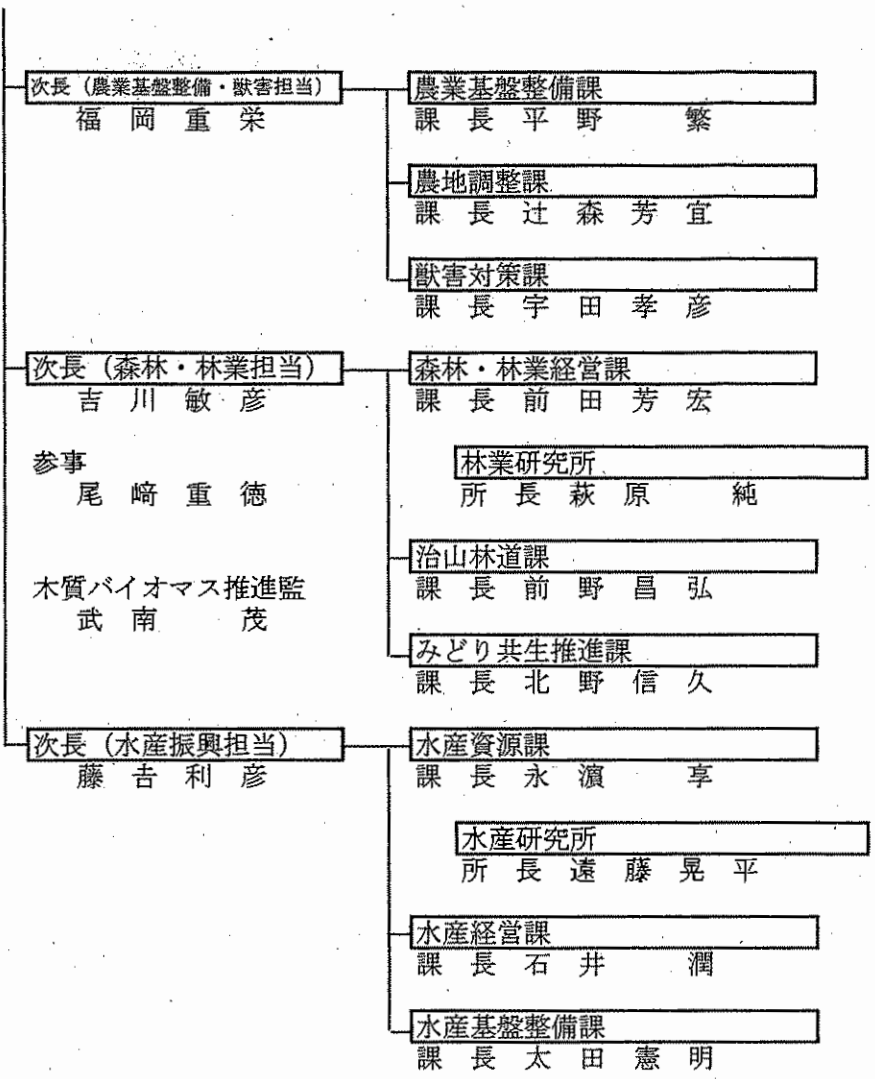 次長（農業基盤整備・獣害担当）
福岡重栄
農業基盤整備課
課長平野　繁
農地調整課
課長辻森芳宜
獣害対策課
課長宇田孝彦
次長（森林・林業担当）
吉川敏彦
参事
尾﨑重徳
木質バイオマス推進監
武南　茂
森林・林業経営課
課長前田芳宏
林業研究所
所長萩原　純
治山林道課
課長前野昌弘
みどり共生推進課
課長北野信久
次長（水産振興担当）
藤𠮷利彦
水産資源課
課長永濵　享
水産研究所
所長遠藤晃平
水産経営課
課長石井　潤
水産基盤整備課
課長太田憲明